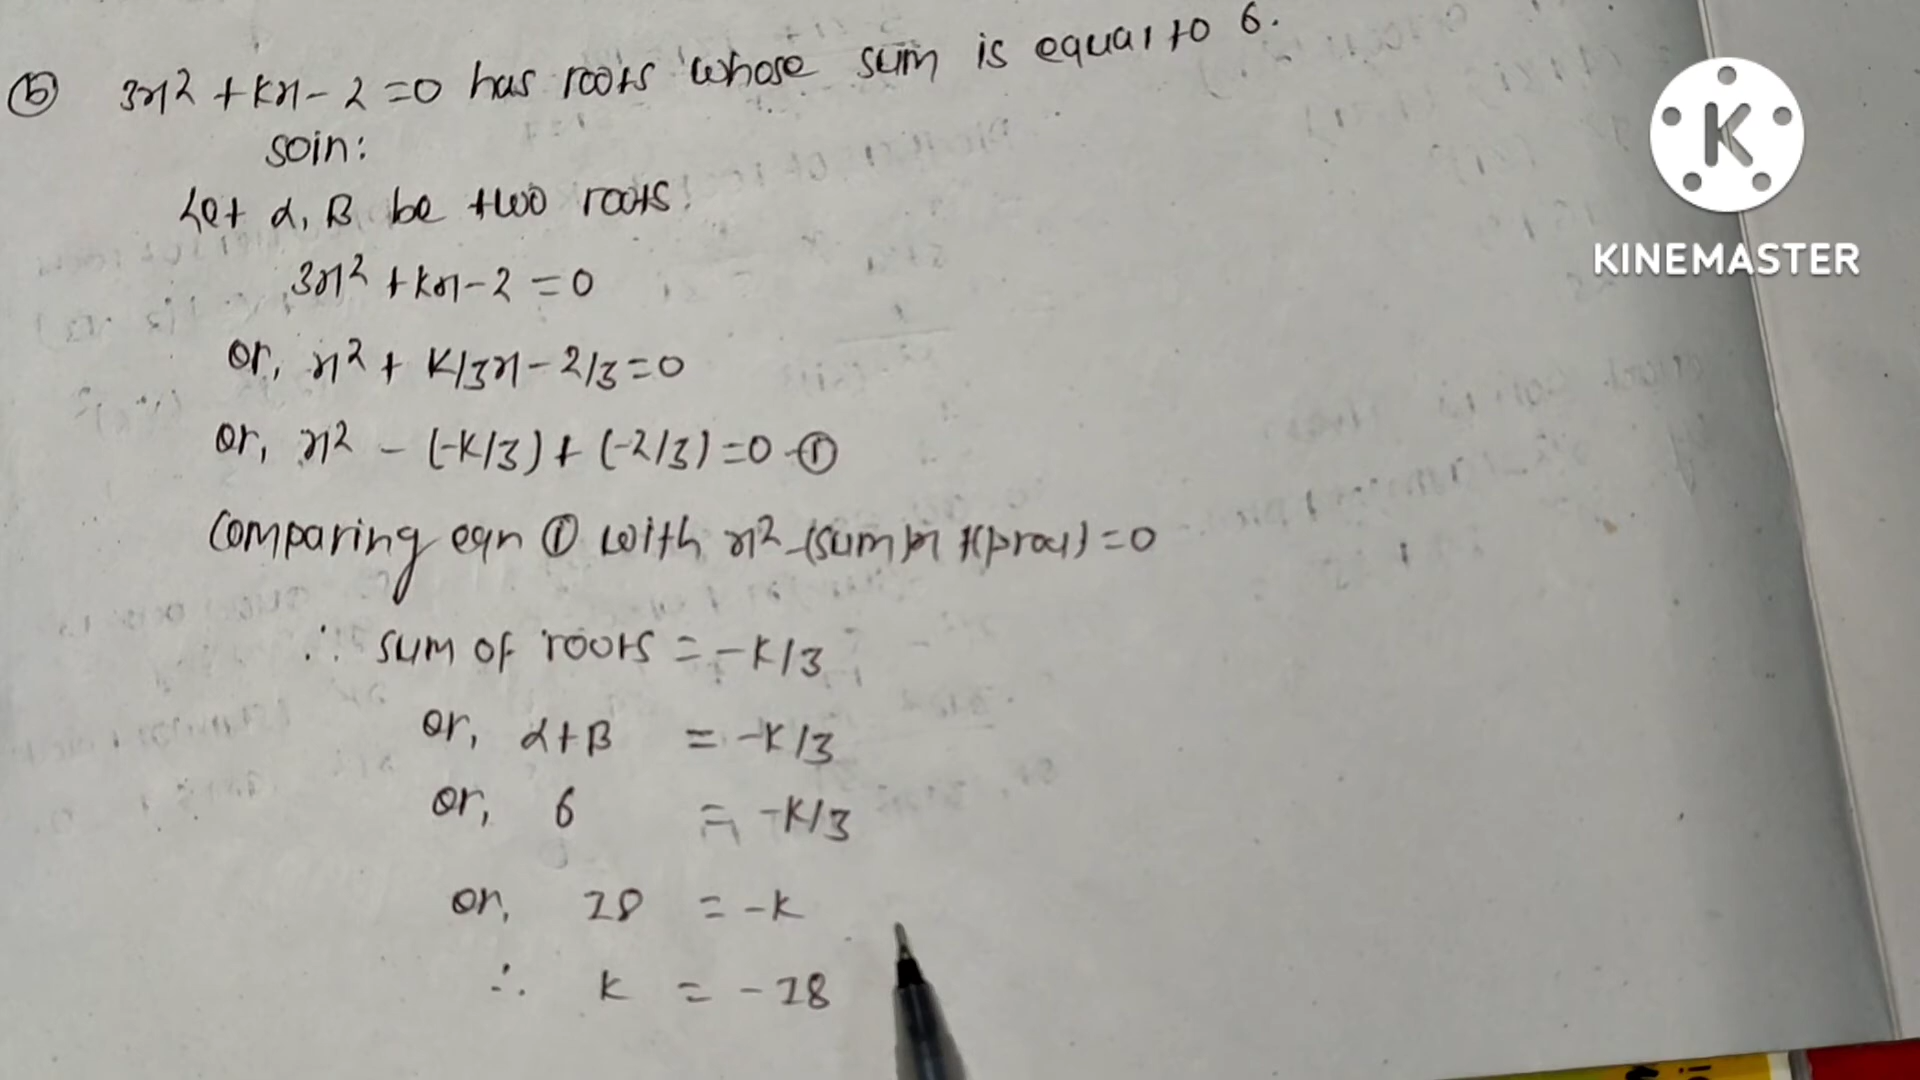 (b) 3x² + kx - 2 = 0 has roots whose sum is equal to 6.
soln:
Let α, β be two roots.
3x² + kx - 2 = 0
or, x² + k/3x - 2/3 = 0
or, x² - (-k/3) + (-2/3) = 0 - ①
Comparing eqn ① with x² - (sum)x + (prod) = 0
∴ sum of roots = -k/3
or, α+β = -k/3
or, 6 = -k/3
or, 18 = -k
∴ k = -18
K
KINEMASTER